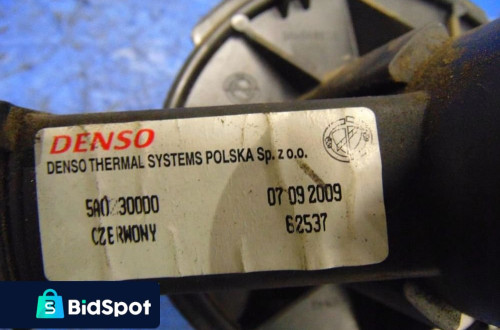 DENSO
DENSO THERMAL SYSTEMS POLSKA Sp. z o.o.
07 09 2009
CZERWONY
62537
S BidSpot